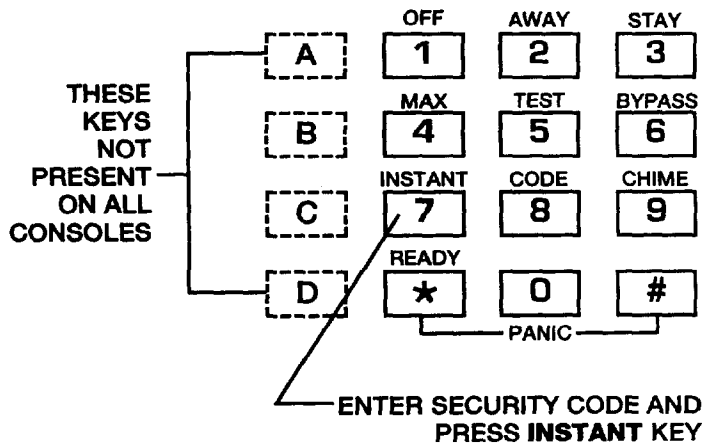 OFF AWAY STAY
A 1 2 3
THESE
KEYS
NOT
PRESENT
ON ALL
CONSOLES
MAX TEST BYPASS
B 4 5 6
INSTANT CODE CHIME
C 7 8 9
READY
D * 0 #
PANIC
ENTER SECURITY CODE AND
PRESS INSTANT KEY